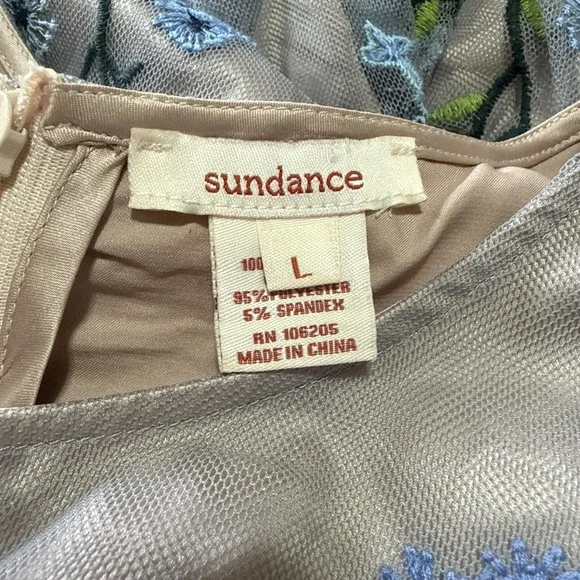 sundance
L
100
95% POLYESTER
5% SPANDEX
RN 106205
MADE IN CHINA